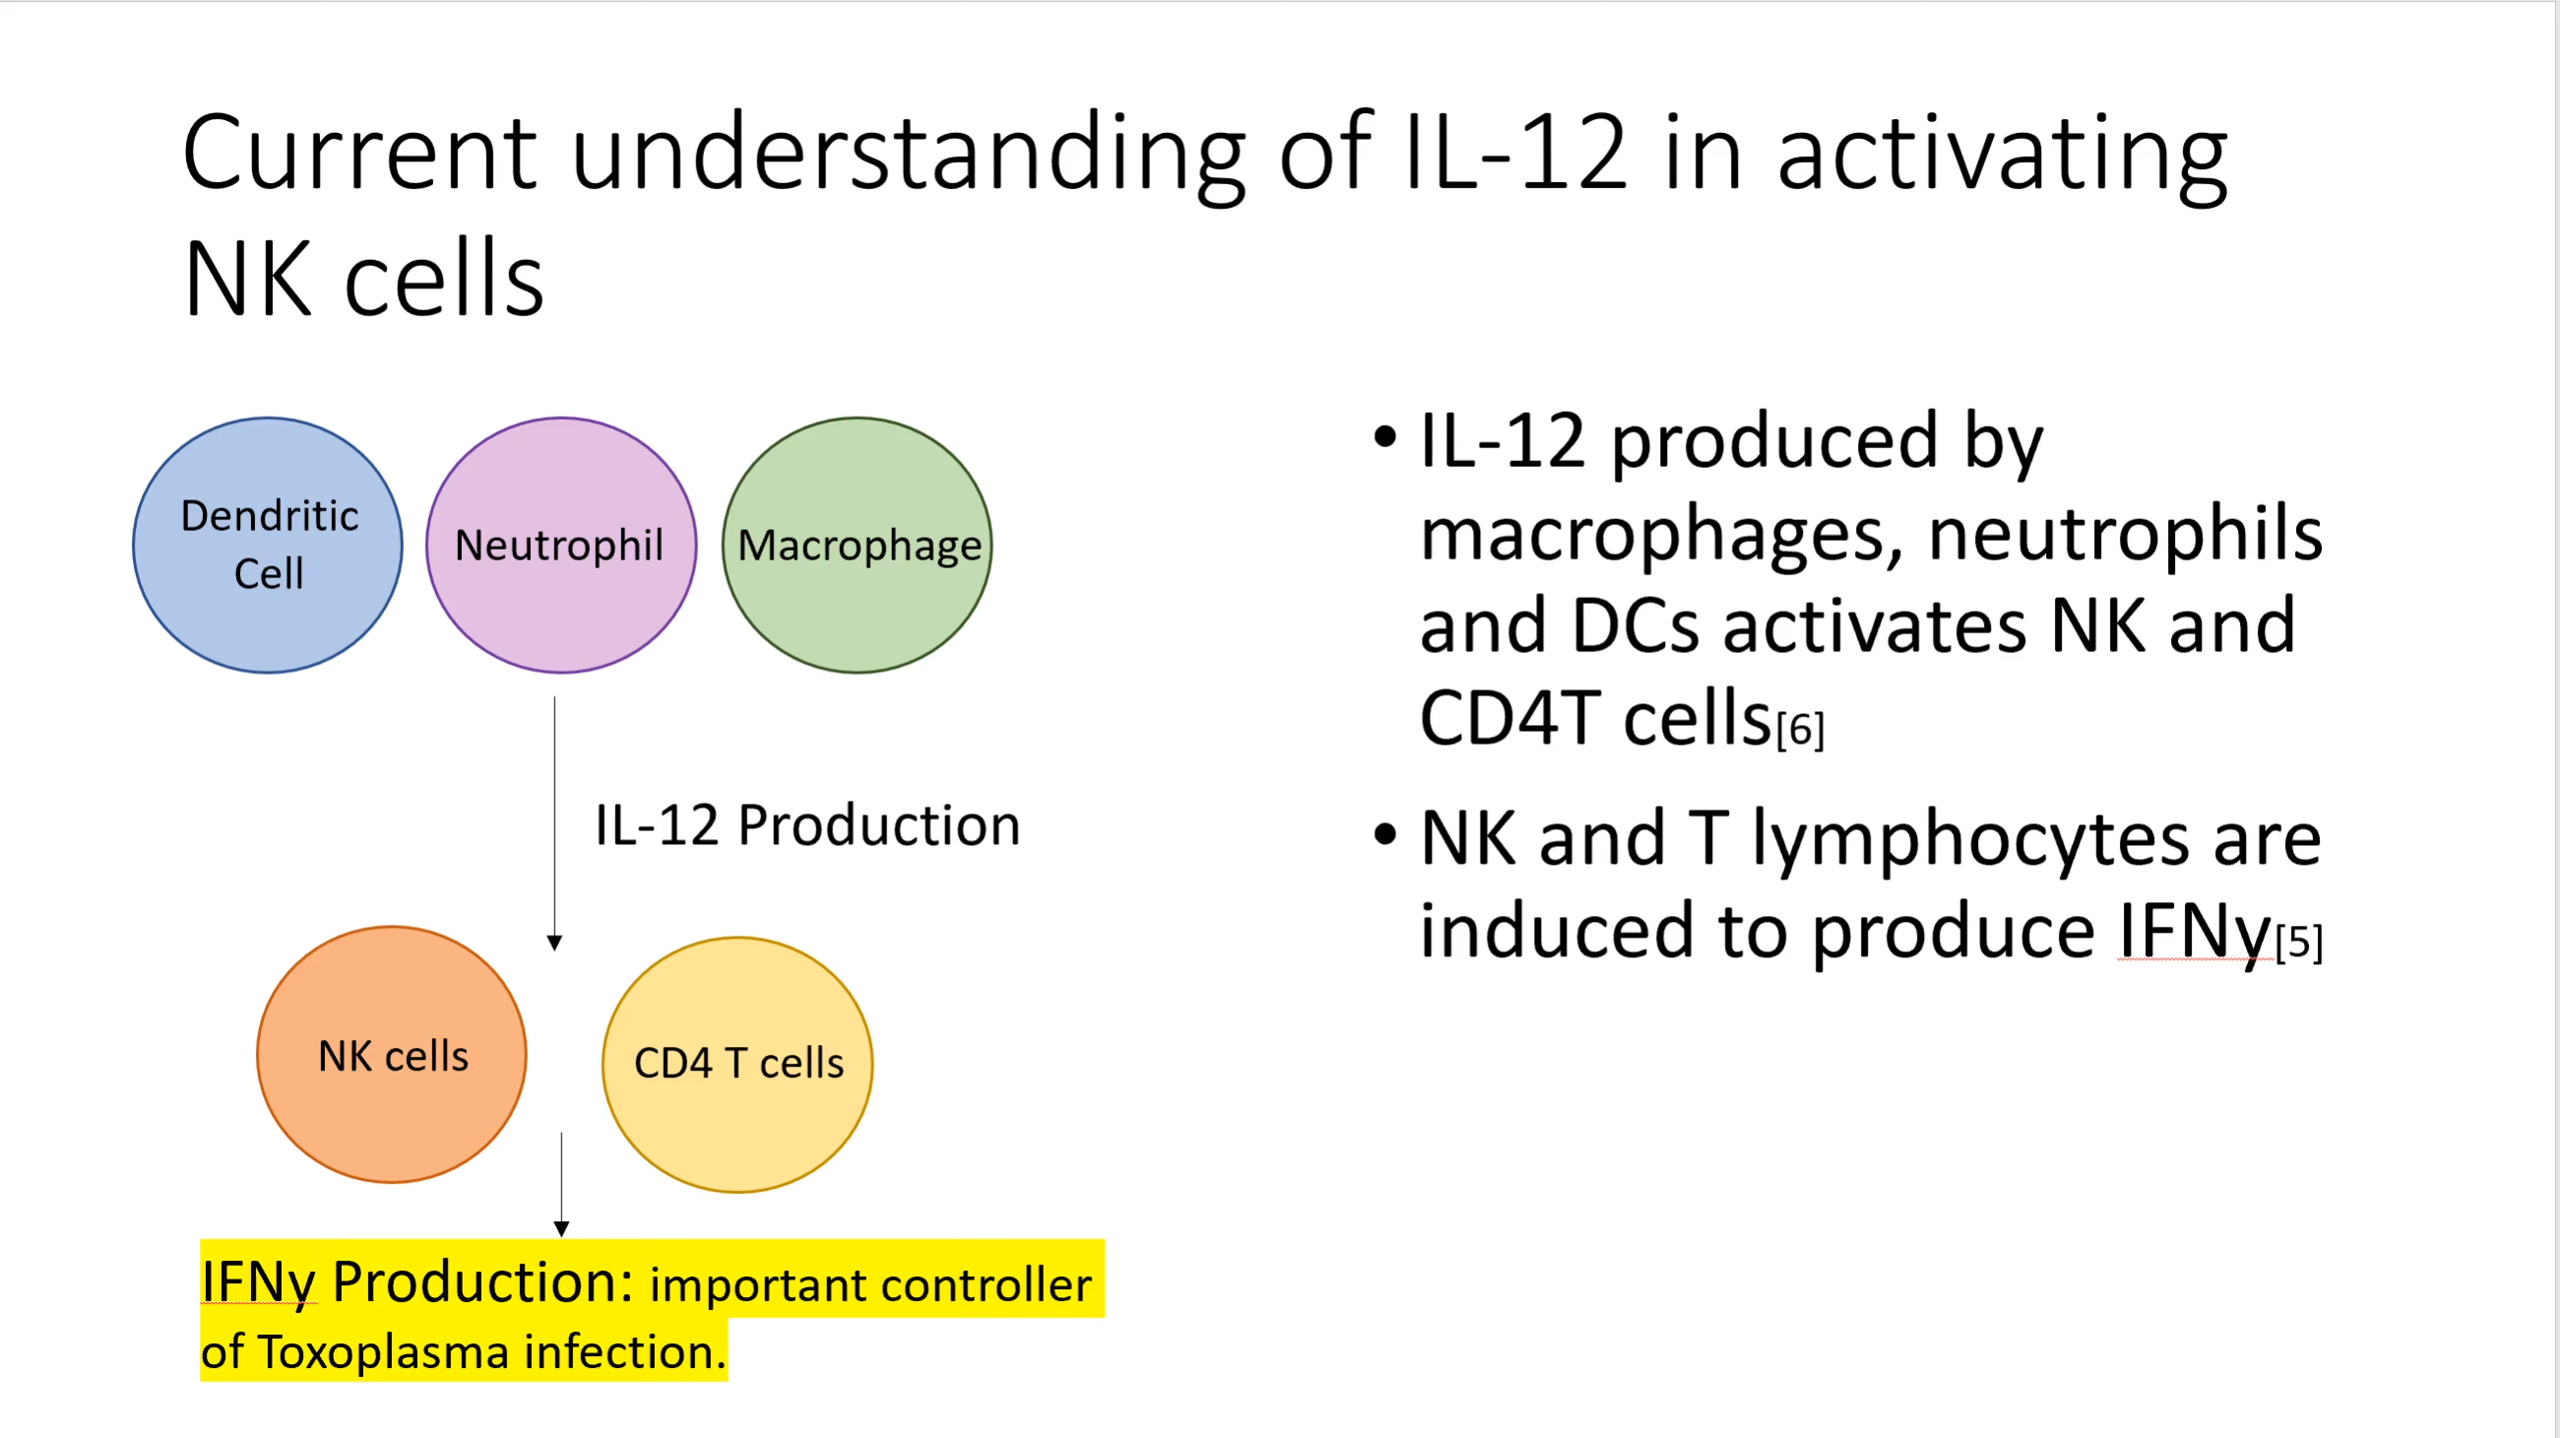 Current understanding of IL-12 in activating
NK cells
Dendritic
Cell
Neutrophil
Macrophage
IL-12 Production
NK cells
CD4 T cells
IFNγ Production: important controller
of Toxoplasma infection.
• IL-12 produced by
macrophages, neutrophils
and DCs activates NK and
CD4T cells[6]
• NK and T lymphocytes are
induced to produce IFNγ[5]